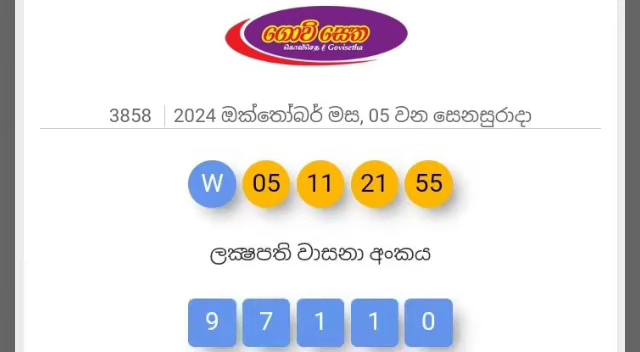 ගොවි සෙත
කොවිසෙத Govisetha
3858 | 2024 ඔක්තෝබර් මස, 05 වන සෙනසුරාදා
W 05 11 21 55
ලක්‍ෂපති වාසනා අංකය
9 7 1 1 0